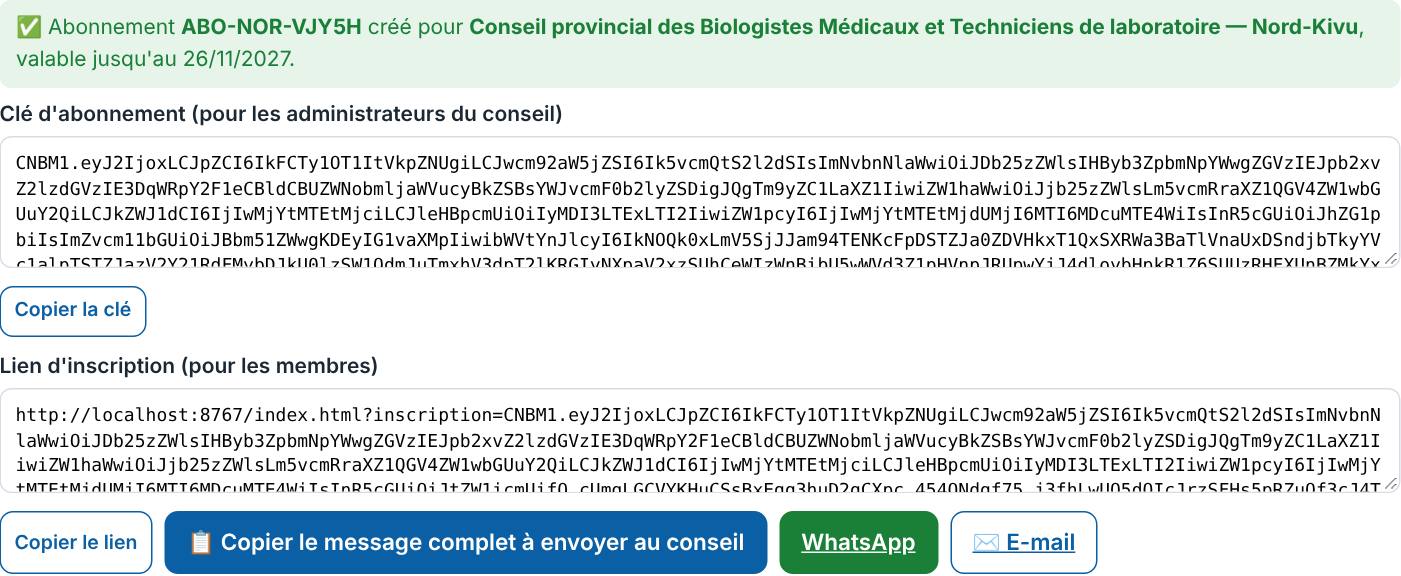 ✅ Abonnement ABO-NOR-VJY5H créé pour Conseil provincial des Biologistes Médicaux et Techniciens de laboratoire — Nord-Kivu,
valable jusqu'au 26/11/2027.
Clé d'abonnement (pour les administrateurs du conseil)
CNBM1.eyJ2IjoxLCJpZCI6IkFCTy1OT1ItVkpZNUgiLCJwcm92aW5jZSI6Ik5vcmQtS2l2dSIsImNvbnNlaWwiOiJDb25zZWlsIHByb3ZpbmNpYWwgZGVzIEJpb2xv
Z2lzdGVzIE3DqWRpY2F1eCBldCBUZWNobmljaWVucyBkZSBsYWJvcmF0b2lyZSDigJQgTm9yZC1LaXZ1IiwiZW1haWwiOiJjb25zZWlsLm5vcmRraXZ1QGV4ZW1wbG
UuY2QiLCJkZWJ1dCI6IjIwMjYtMTEtMjciLCJleHBpcmUiOiIyMDI3LTExLTI2IiwiZW1pcyI6IjIwMjYtMTEtMjdUMjI6MTI6MDcuMTE4WiIsInR5cGUiOiJhZG1p
biIsImZvcm11bGUiOiJBbm51ZWwgKDEyIG1vaXMpIiwibWVtYnJlcyI6IkNOQk0xLmV5SjJJam94TENKcFpDSTZJa0ZDVHkxT1QxSXRWa3BaTlVnaUxDSndjbTkyYV
Copier la clé
Lien d'inscription (pour les membres)
http://localhost:8767/index.html?inscription=CNBM1.eyJ2IjoxLCJpZCI6IkFCTy1OT1ItVkpZNUgiLCJwcm92aW5jZSI6Ik5vcmQtS2l2dSIsImNvbnN
laWwiOiJDb25zZWlsIHByb3ZpbmNpYWwgZGVzIEJpb2xvZ2lzdGVzIE3DqWRpY2F1eCBldCBUZWNobmljaWVucyBkZSBsYWJvcmF0b2lyZSDigJQgTm9yZC1LaXZ1I
iwiZW1haWwiOiJjb25zZWlsLm5vcmRraXZ1QGV4ZW1wbGUuY2QiLCJkZWJ1dCI6IjIwMjYtMTEtMjciLCJleHBpcmUiOiIyMDI3LTExLTI2IiwiZW1pcyI6IjIwMjY
Copier le lien
📋 Copier le message complet à envoyer au conseil
WhatsApp
✉️ E-mail